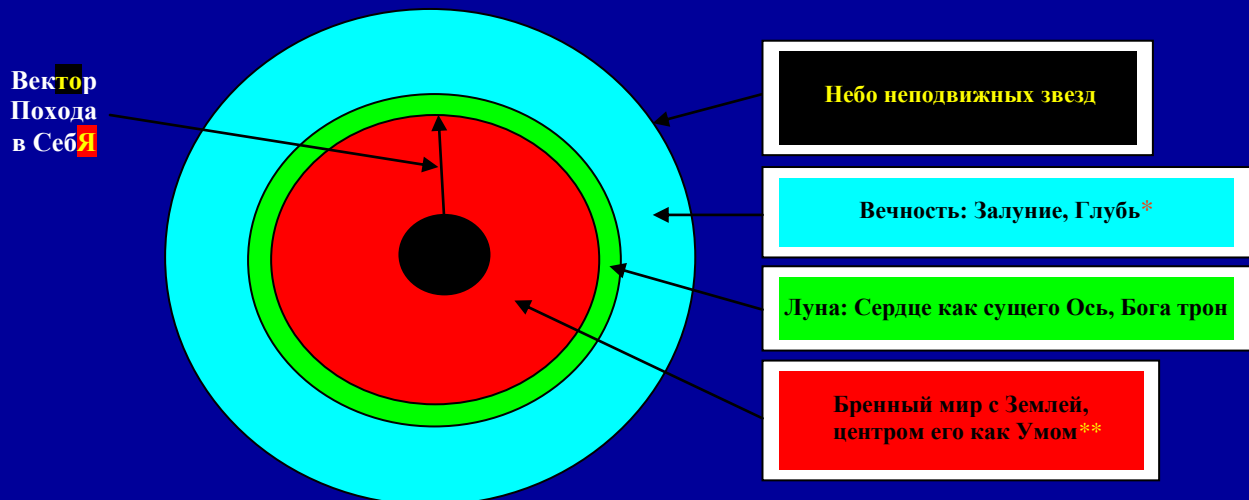 Вектор
Похода
в СебЯ
Небо неподвижных звезд
Вечность: Залуние, Глубь*
Луна: Сердце как сущего Ось, Бога трон
Бренный мир с Землей,
центром его как Умом**